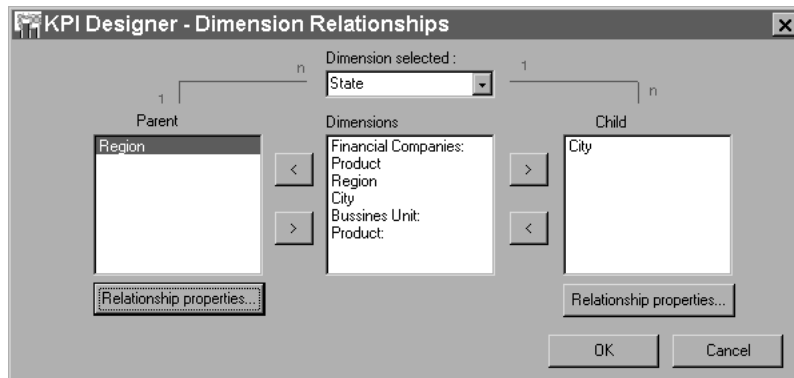 KPI Designer - Dimension Relationships
Dimension selected :
n
1
State
1
n
Parent
Dimensions
Child
Region
Financial Companies:
Product
Region
City
Bussines Unit:
Product:
City
<
>
>
<
Relationship properties...
Relationship properties...
OK
Cancel